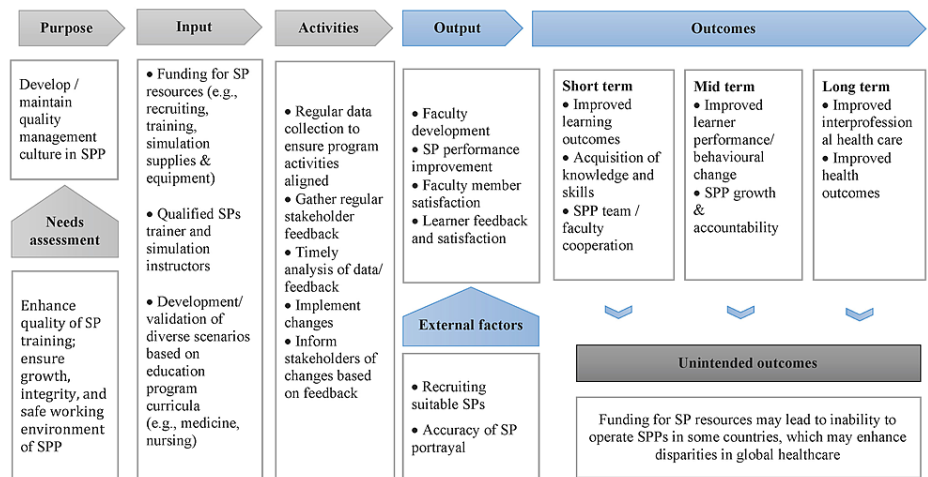 Purpose
Develop /
maintain
quality
management
culture in SPP
Needs
assessment
Enhance
quality of SP
training;
ensure
growth,
integrity, and
safe working
environment
of SPP
Input
• Funding for SP
resources (e.g.,
recruiting,
training,
simulation
supplies &
equipment)
• Qualified SPs
trainer and
simulation
instructors
• Development/
validation of
diverse scenarios
based on
education
program
curricula
(e.g., medicine,
nursing)
Activities
• Regular data
collection to
ensure program
activities
aligned
• Gather regular
stakeholder
feedback
• Timely
analysis of data/
feedback
• Implement
changes
• Inform
stakeholders of
changes based
on feedback
Output
• Faculty
development
• SP performance
improvement
• Faculty member
satisfaction
• Learner feedback
and satisfaction
External factors
• Recruiting
suitable SPs
• Accuracy of SP
portrayal
Outcomes
Short term
• Improved
learning
outcomes
• Acquisition of
knowledge and
skills
• SPP team /
faculty
cooperation
Mid term
• Improved
learner
performance/
behavioural
change
• SPP growth
&
accountability
Long term
• Improved
interprofession
al health care
• Improved
health
outcomes
Unintended outcomes
Funding for SP resources may lead to inability to
operate SPPs in some countries, which may enhance
disparities in global healthcare